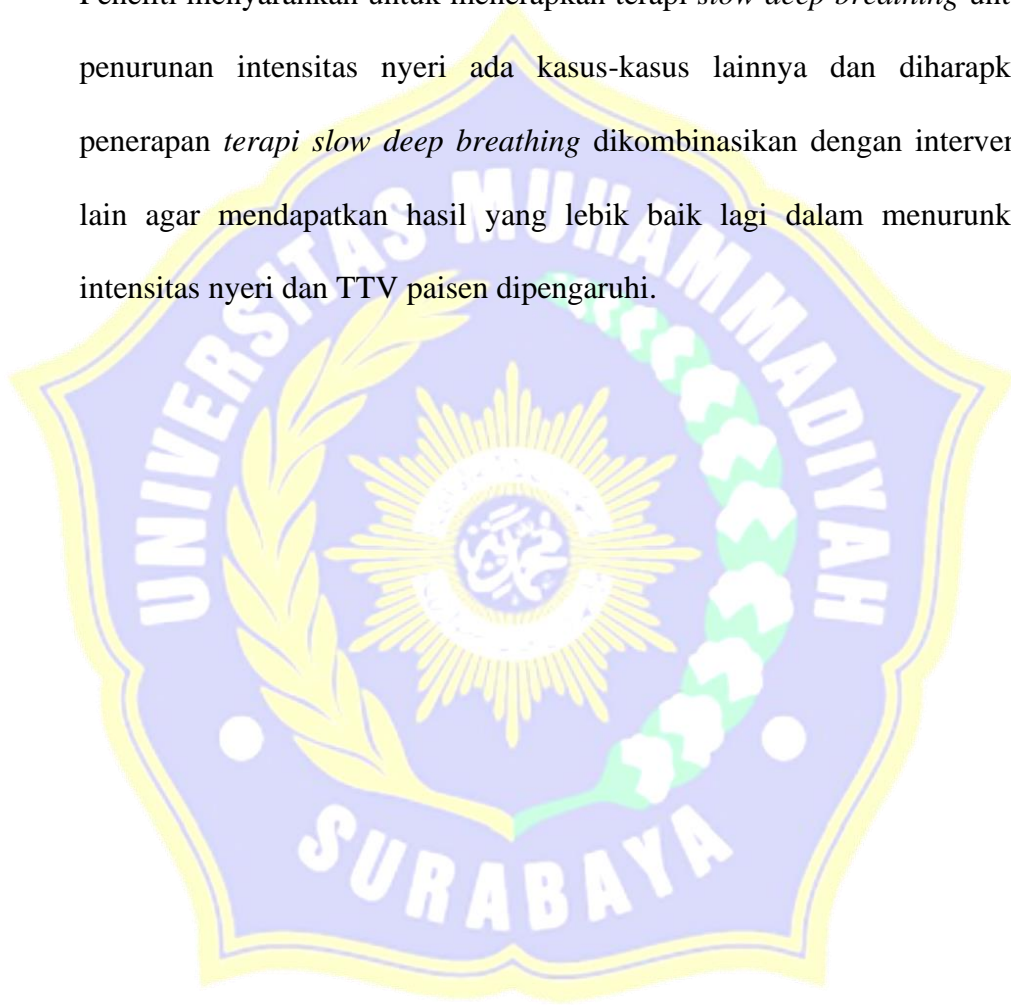 Peneliti menyarankan untuk menerapkan terapi slow deep breathing
penurunan intensitas nyeri ada kasus-kasus lainnya dan
penerapan terapi slow deep breathing dikombinasikan dengan
lain agar mendapatkan hasil yang lebik baik lagi dalam
intensitas nyeri dan TTV paisen dipengaruhi.
UNIVERSITAS MUHAMMADIYAH
SURABAYA